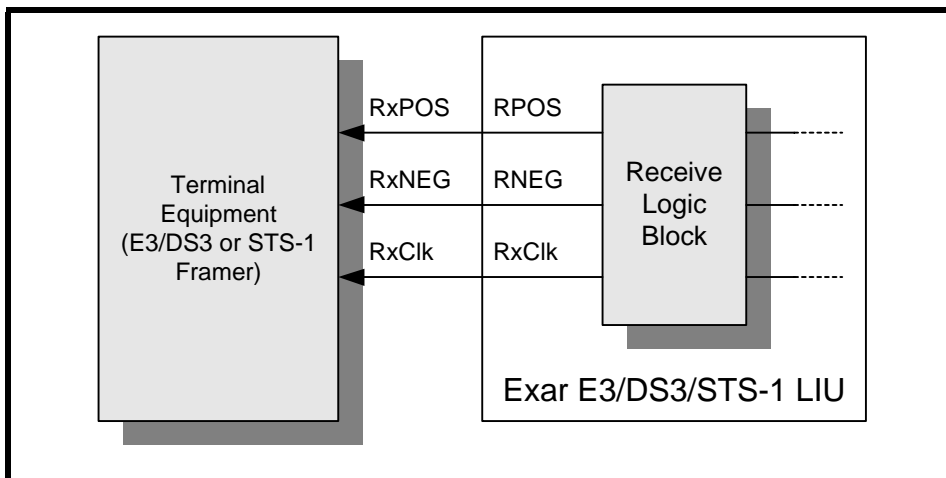 Terminal
Equipment
(E3/DS3 or STS-1
Framer)
RxPOS
RxNEG
RxClk
RPOS
RNEG
RxClk
Receive
Logic
Block
Exar E3/DS3/STS-1 LIU